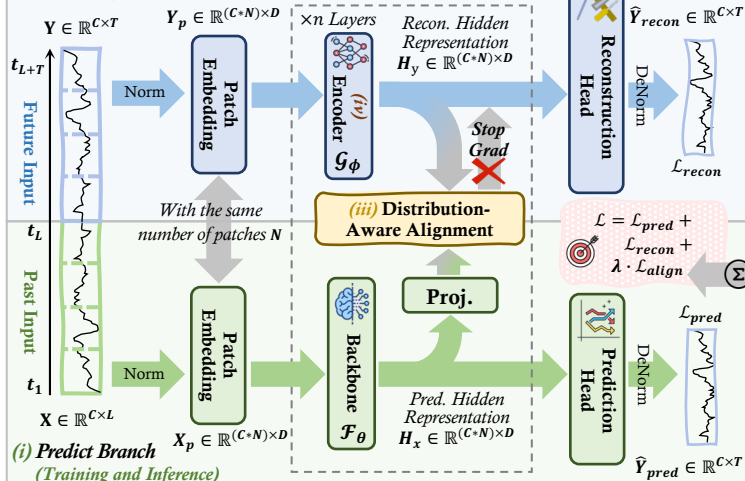 Y ∈ ℝ^{C×T}
Y_p ∈ ℝ^{(C*N)×D}
×n Layers
Recon. Hidden
Representation
H_y ∈ ℝ^{(C*N)×D}
Ŷ_recon ∈ ℝ^{C×T}
t_{L+T}
Future Input
Norm
Patch
Embedding
Encoder
(iv)
𝒢_ϕ
Stop
Grad
Reconstruction
Head
DeNorm
ℒ_recon
t_L
With the same
number of patches N
(iii) Distribution-
Aware Alignment
ℒ = ℒ_pred +
ℒ_recon +
λ · ℒ_align
Σ
Past Input
t_1
Norm
Patch
Embedding
Backbone
ℱ_θ
Proj.
Prediction
Head
DeNorm
ℒ_pred
X ∈ ℝ^{C×L}
X_p ∈ ℝ^{(C*N)×D}
Pred. Hidden
Representation
H_x ∈ ℝ^{(C*N)×D}
Ŷ_pred ∈ ℝ^{C×T}
(i) Predict Branch
(Training and Inference)